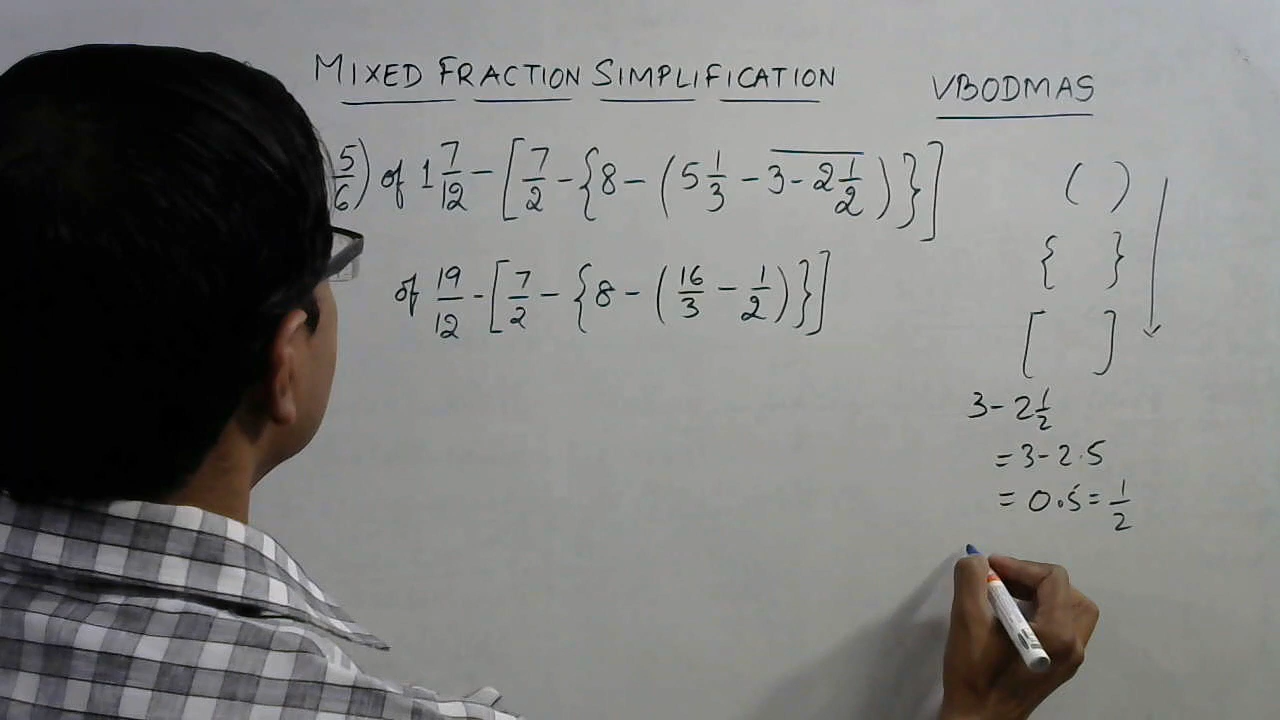 MIXED FRACTION SIMPLIFICATION
VBODMAS
5/6) of 1 7/12 - [7/2 - {8 - (5 1/3 - 3̅ ̅-̅ ̅2̅ ̅1̅/̅2̅)}]
of 19/12 - [7/2 - {8 - (16/3 - 1/2)}]
( )
{ }
[ ]
3 - 2 1/2
= 3 - 2.5
= 0.5 = 1/2